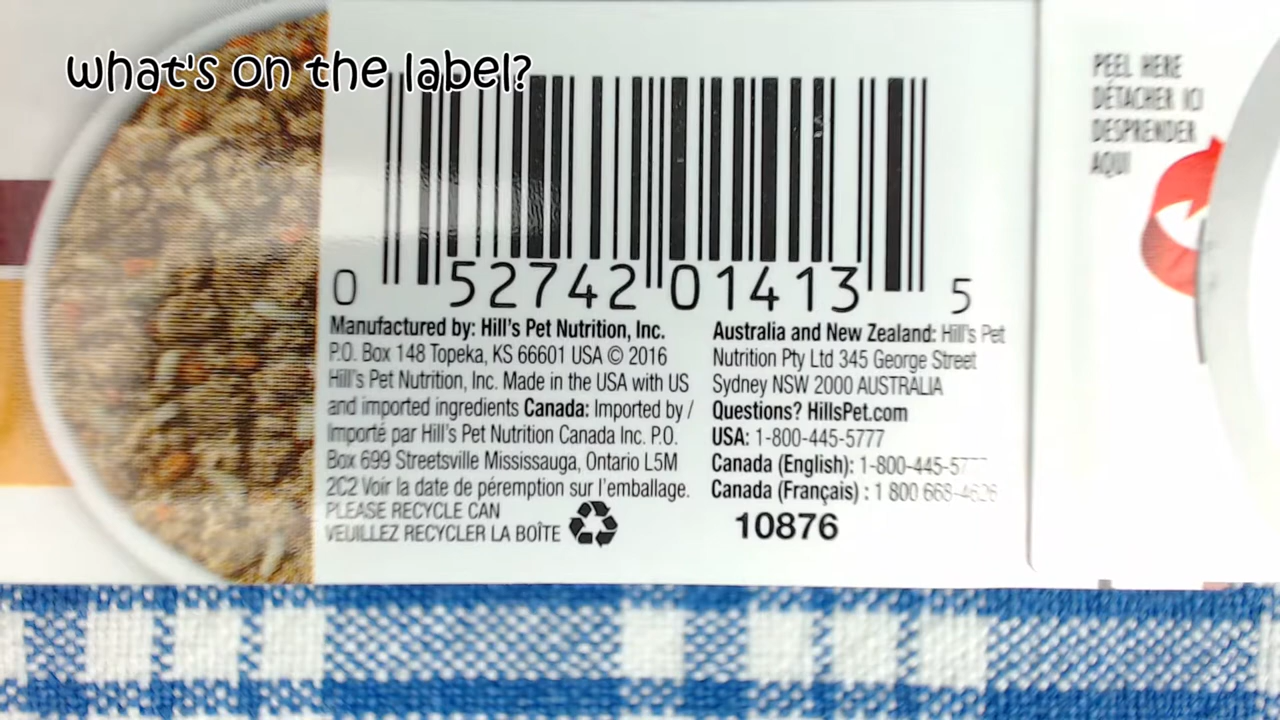 what's on the label?
PEEL HERE
DÉTACHER ICI
DESPRENDER
AQUI
0 52742 01413 5
Manufactured by: Hill's Pet Nutrition, Inc.
P.O. Box 148 Topeka, KS 66601 USA © 2016
Hill's Pet Nutrition, Inc. Made in the USA with US
and imported ingredients Canada: Imported by /
Importé par Hill's Pet Nutrition Canada Inc. P.O.
Box 699 Streetsville Mississauga, Ontario L5M
2C2 Voir la date de péremption sur l'emballage.
PLEASE RECYCLE CAN
VEUILLEZ RECYCLER LA BOÎTE
Australia and New Zealand: Hill's Pet
Nutrition Pty Ltd 345 George Street
Sydney NSW 2000 AUSTRALIA
Questions? HillsPet.com
USA: 1-800-445-5777
Canada (English):
Canada (Français) : 1 800 668-4626
10876